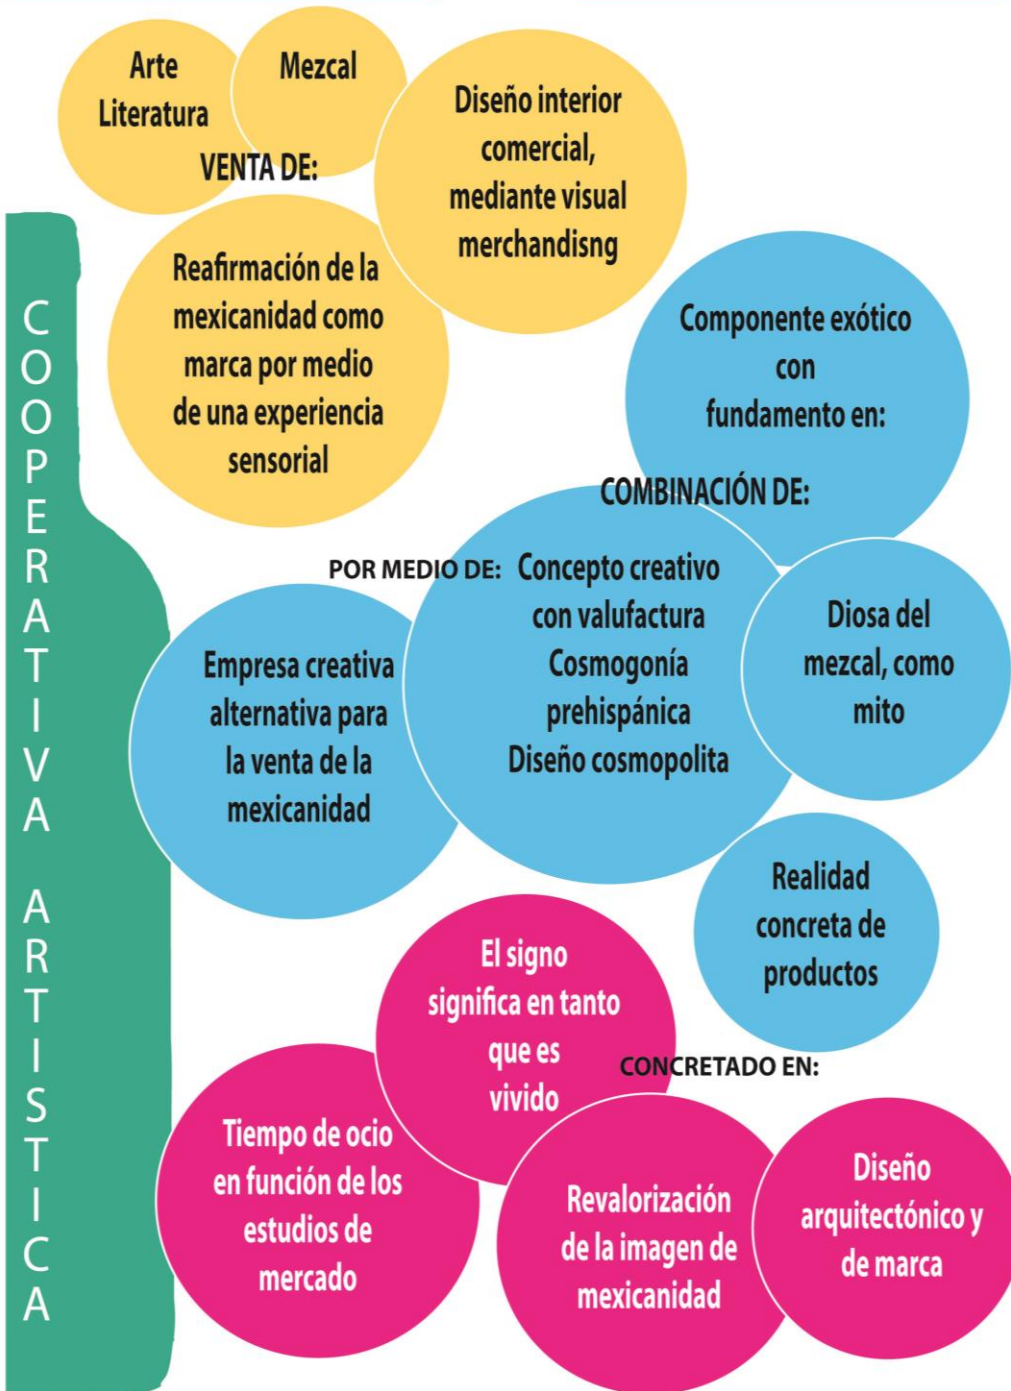 Arte
Literatura
Mezcal
VENTA DE:
Diseño interior
comercial,
mediante visual
merchandisng
Reafirmación de la
mexicanidad como
marca por medio
de una experiencia
sensorial
COOPERATIVA ARTISTICA
Componente exótico
con
fundamento en:
COMBINACIÓN DE:
POR MEDIO DE:
Concepto creativo
con valufactura
Cosmogonía
prehispánica
Diseño cosmopolita
Diosa del
mezcal, como
mito
Empresa creativa
alternativa para
la venta de la
mexicanidad
Realidad
concreta de
productos
El signo
significa en tanto
que es
vivido
CONCRETADO EN:
Tiempo de ocio
en función de los
estudios de
mercado
Revalorización
de la imagen de
mexicanidad
Diseño
arquitectónico y
de marca